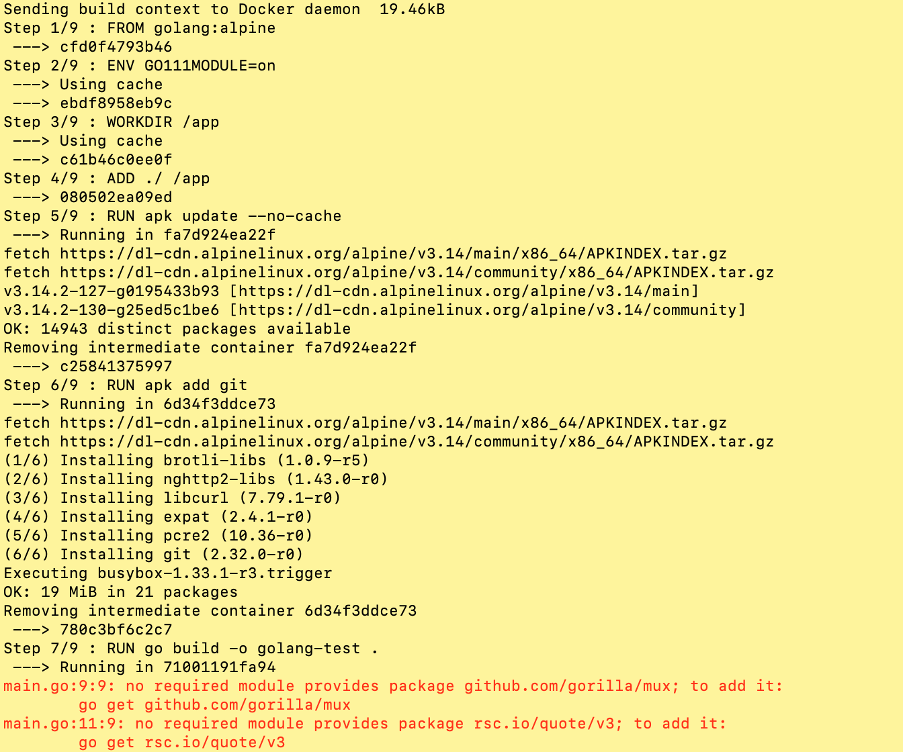 Sending build context to Docker daemon  19.46kB
Step 1/9 : FROM golang:alpine
 ---> cfd0f4793b46
Step 2/9 : ENV GO111MODULE=on
 ---> Using cache
 ---> ebdf8958eb9c
Step 3/9 : WORKDIR /app
 ---> Using cache
 ---> c61b46c0ee0f
Step 4/9 : ADD ./ /app
 ---> 080502ea09ed
Step 5/9 : RUN apk update --no-cache
 ---> Running in fa7d924ea22f
fetch https://dl-cdn.alpinelinux.org/alpine/v3.14/main/x86_64/APKINDEX.tar.gz
fetch https://dl-cdn.alpinelinux.org/alpine/v3.14/community/x86_64/APKINDEX.tar.gz
v3.14.2-127-g0195433b93 [https://dl-cdn.alpinelinux.org/alpine/v3.14/main]
v3.14.2-130-g25ed5c1be6 [https://dl-cdn.alpinelinux.org/alpine/v3.14/community]
OK: 14943 distinct packages available
Removing intermediate container fa7d924ea22f
 ---> c25841375997
Step 6/9 : RUN apk add git
 ---> Running in 6d34f3ddce73
fetch https://dl-cdn.alpinelinux.org/alpine/v3.14/main/x86_64/APKINDEX.tar.gz
fetch https://dl-cdn.alpinelinux.org/alpine/v3.14/community/x86_64/APKINDEX.tar.gz
(1/6) Installing brotli-libs (1.0.9-r5)
(2/6) Installing nghttp2-libs (1.43.0-r0)
(3/6) Installing libcurl (7.79.1-r0)
(4/6) Installing expat (2.4.1-r0)
(5/6) Installing pcre2 (10.36-r0)
(6/6) Installing git (2.32.0-r0)
Executing busybox-1.33.1-r3.trigger
OK: 19 MiB in 21 packages
Removing intermediate container 6d34f3ddce73
 ---> 780c3bf6c2c7
Step 7/9 : RUN go build -o golang-test .
 ---> Running in 71001191fa94
main.go:9:9: no required module provides package github.com/gorilla/mux; to add it:
        go get github.com/gorilla/mux
main.go:11:9: no required module provides package rsc.io/quote/v3; to add it:
        go get rsc.io/quote/v3